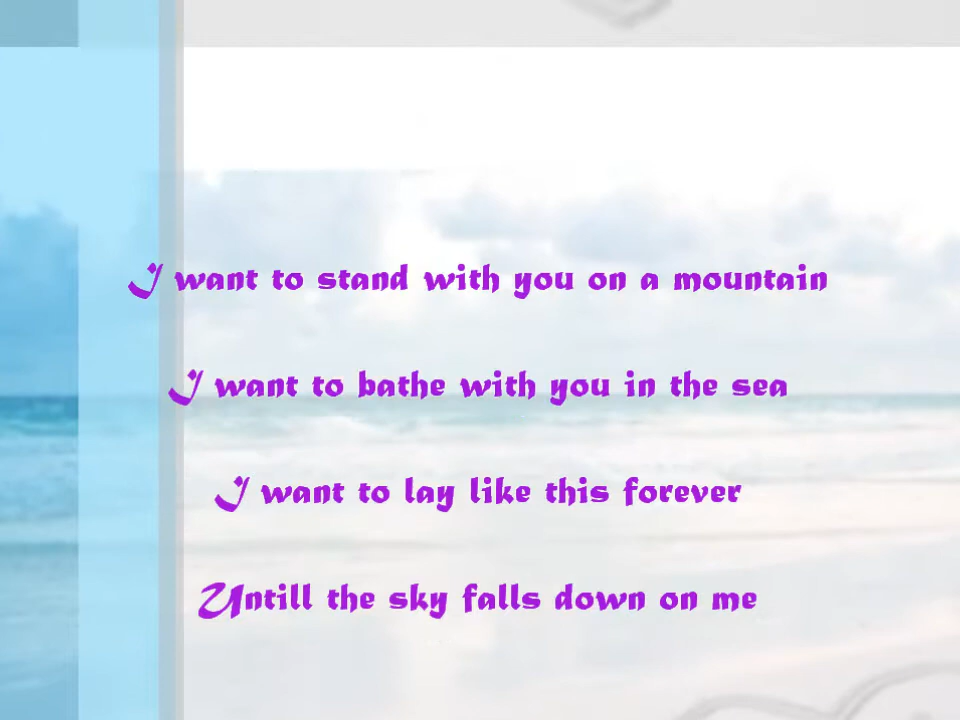 I want to stand with you on a mountain
I want to bathe with you in the sea
I want to lay like this forever
Untill the sky falls down on me